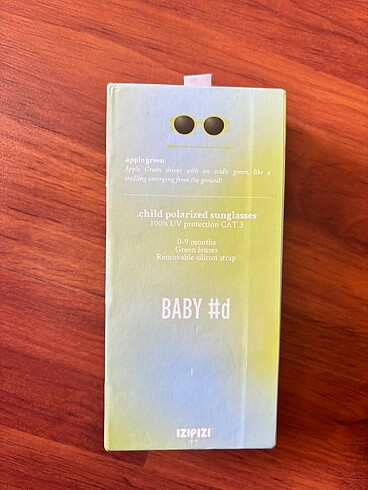 .apple green
Apple Green shines with an acidic green, like a
seedling emerging from the ground!
.child polarized sunglasses
100% UV protection CAT.3
0-9 months
Green lenses
Removable silicon strap
BABY #d
IZIPIZI